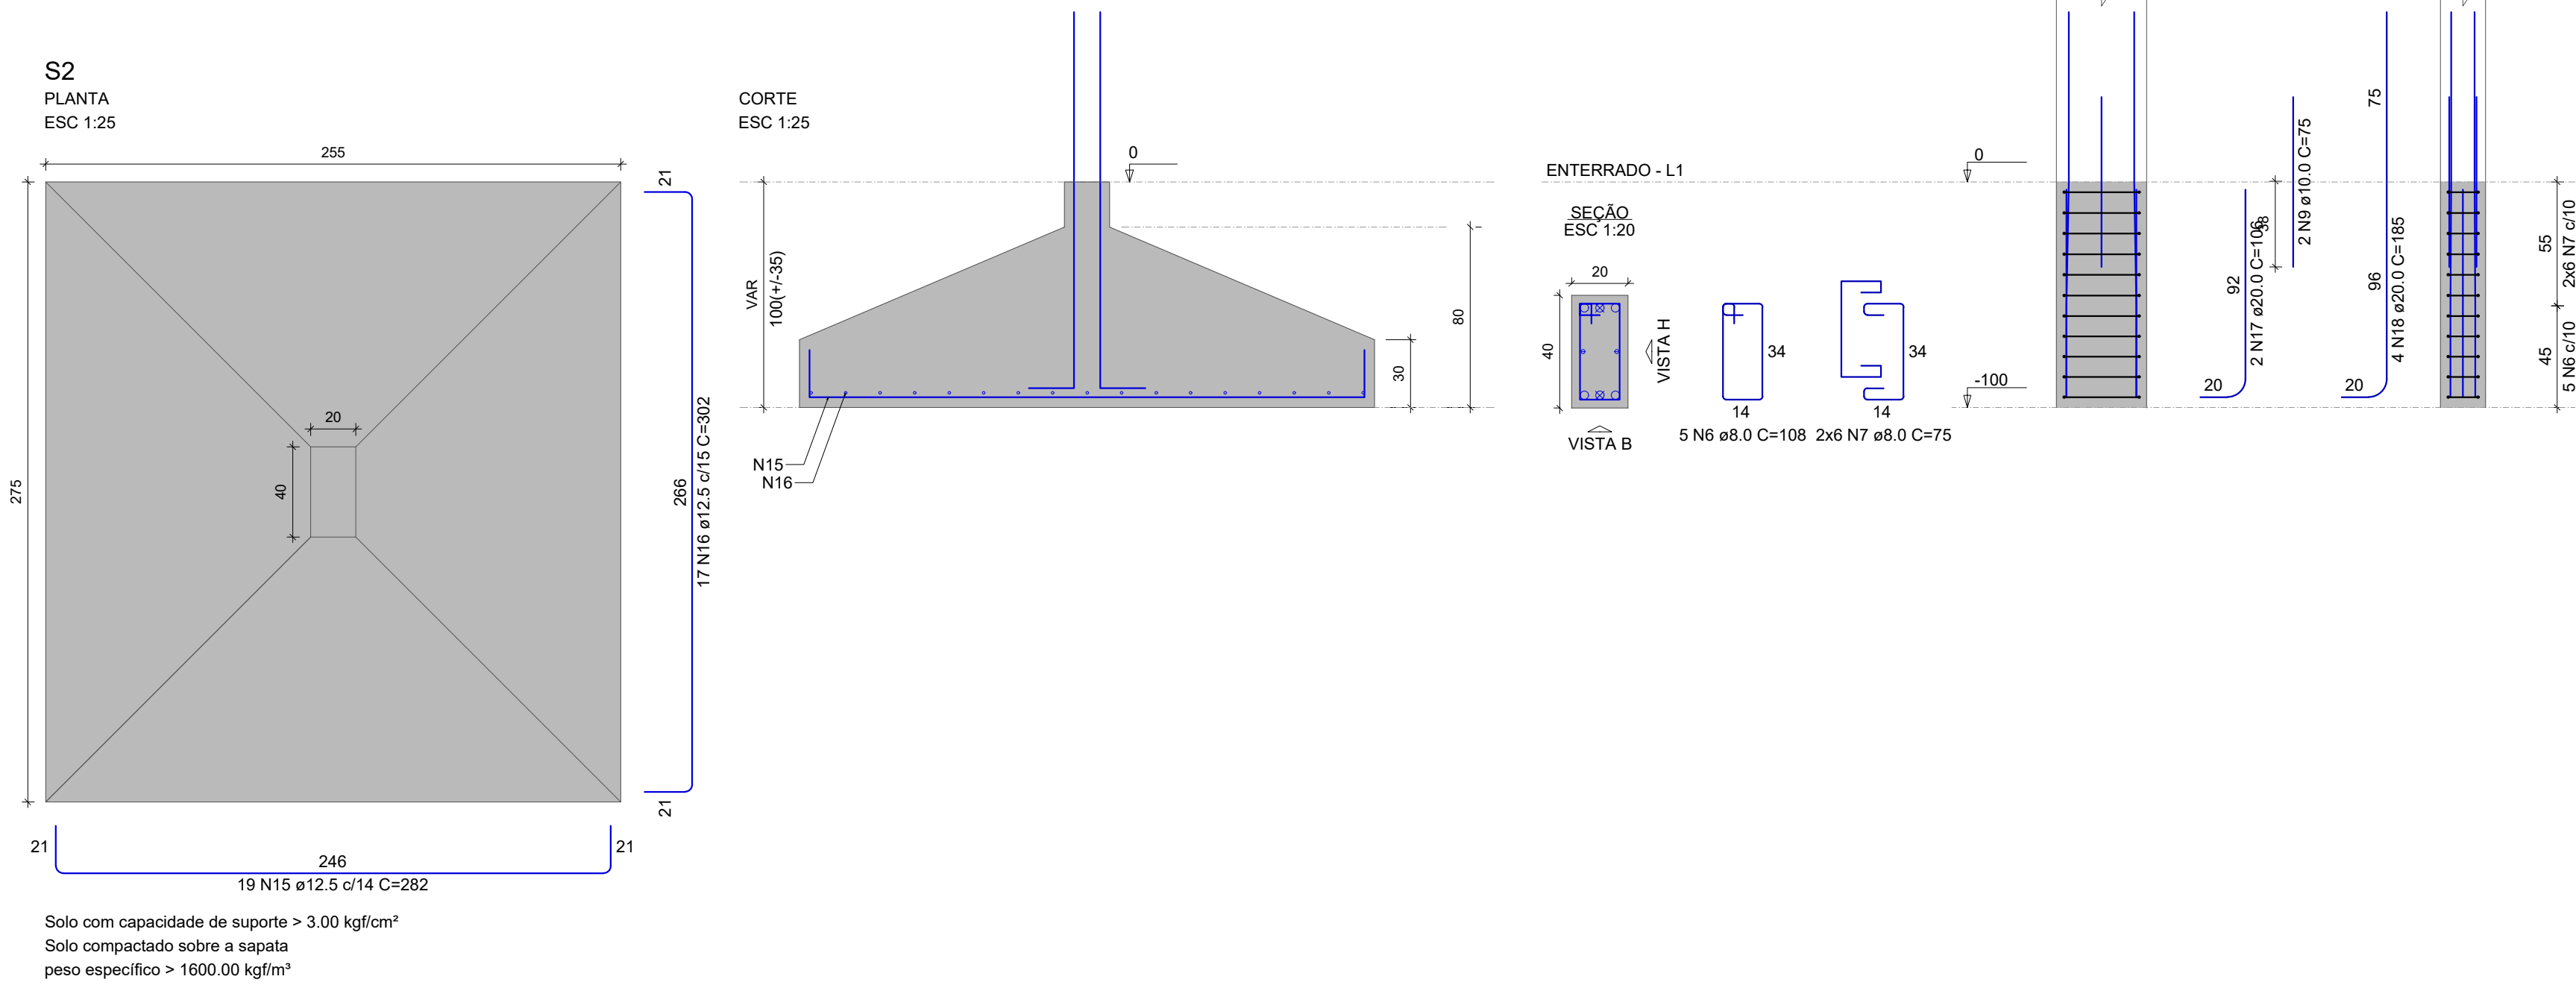 S2
PLANTA
ESC 1:25
255
275
20
40
21
266
17 N16 ø12.5 c/15 C=302
21
21
246
21
19 N15 ø12.5 c/14 C=282
Solo com capacidade de suporte > 3.00 kgf/cm²
Solo compactado sobre a sapata
peso específico > 1600.00 kgf/m³
CORTE
ESC 1:25
0
VAR
100(+/-35)
80
30
N15
N16
ENTERRADO - L1
SEÇÃO
ESC 1:20
20
40
VISTA H
VISTA B
34
14
5 N6 ø8.0 C=108
34
14
2x6 N7 ø8.0 C=75
0
-100
92
20
2 N17 ø20.0 C=106
38
2 N9 ø10.0 C=75
75
96
20
4 N18 ø20.0 C=185
55
2x6 N7 c/10
45
5 N6 c/10